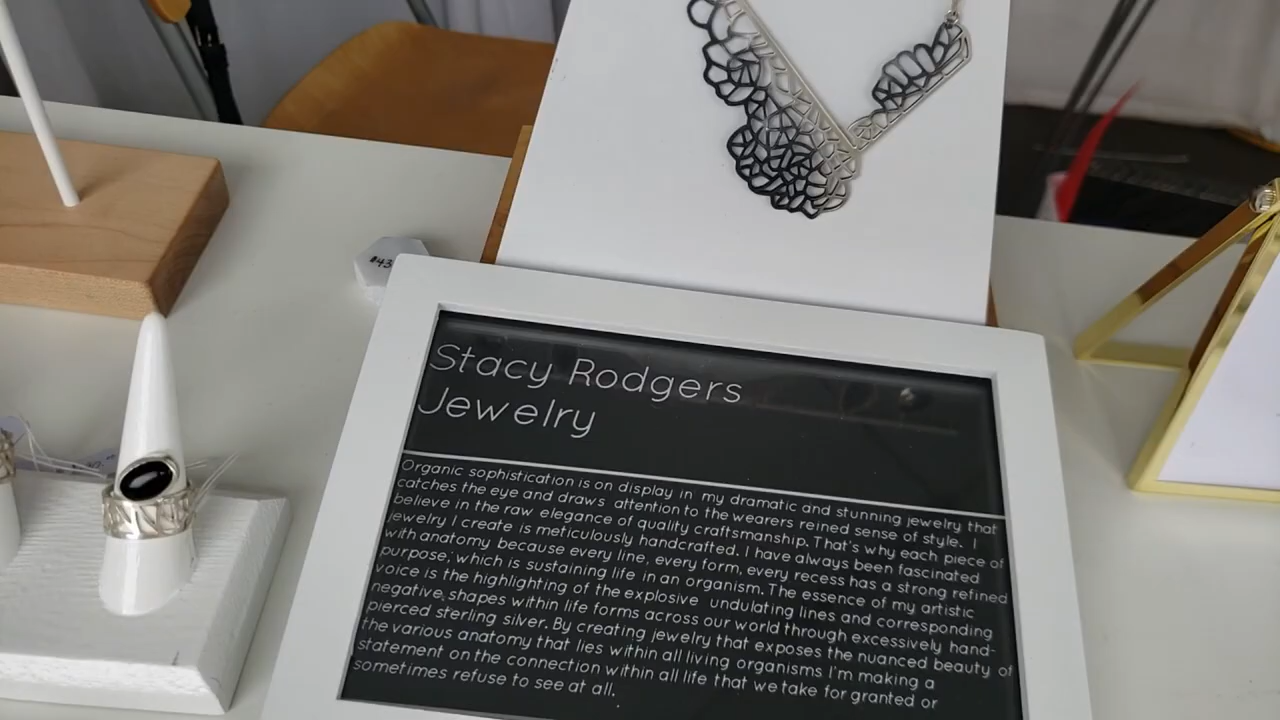 Stacy Rodgers
Jewelry
Organic sophistication is on display in my dramatic and stunning jewelry that
catches the eye and draws attention to the wearers reined sense of style. I
believe in the raw elegance of quality craftsmanship. That's why each piece of
jewelry I create is meticulously handcrafted. I have always been fascinated
with anatomy because every line, every form, every recess has a strong refined
purpose; which is sustaining life in an organism. The essence of my artistic
voice is the highlighting of the explosive undulating lines and corresponding
negative, shapes within life forms across our world through excessively hand-
pierced sterling silver. By creating jewelry that exposes the nuanced beauty of
the various anatomy that lies within all living organisms I'm making a
statement on the connection within all life that we take for granted or
sometimes refuse to see at all.